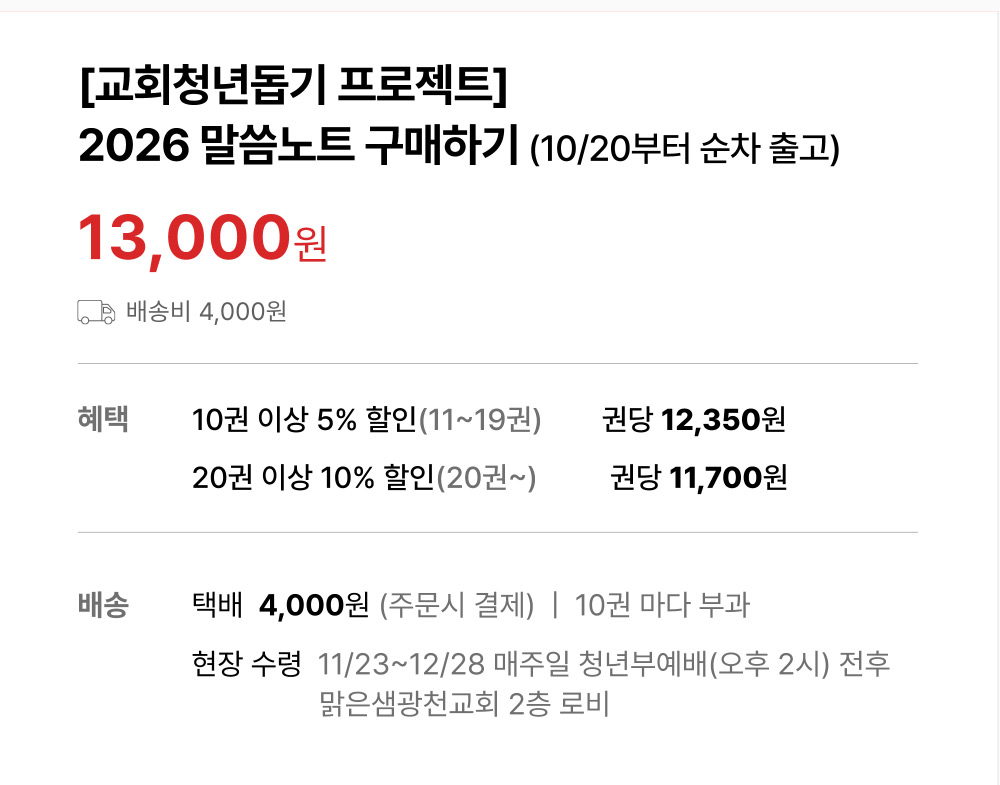 [교회청년돕기 프로젝트]
2026 말씀노트 구매하기 (10/20부터 순차 출고)
13,000원
배송비 4,000원
혜택 10권 이상 5% 할인(11~19권) 권당 12,350원
20권 이상 10% 할인(20권~) 권당 11,700원
배송 택배 4,000원 (주문시 결제) | 10권 마다 부과
현장 수령 11/23~12/28 매주일 청년부예배(오후 2시) 전후
맑은샘광천교회 2층 로비